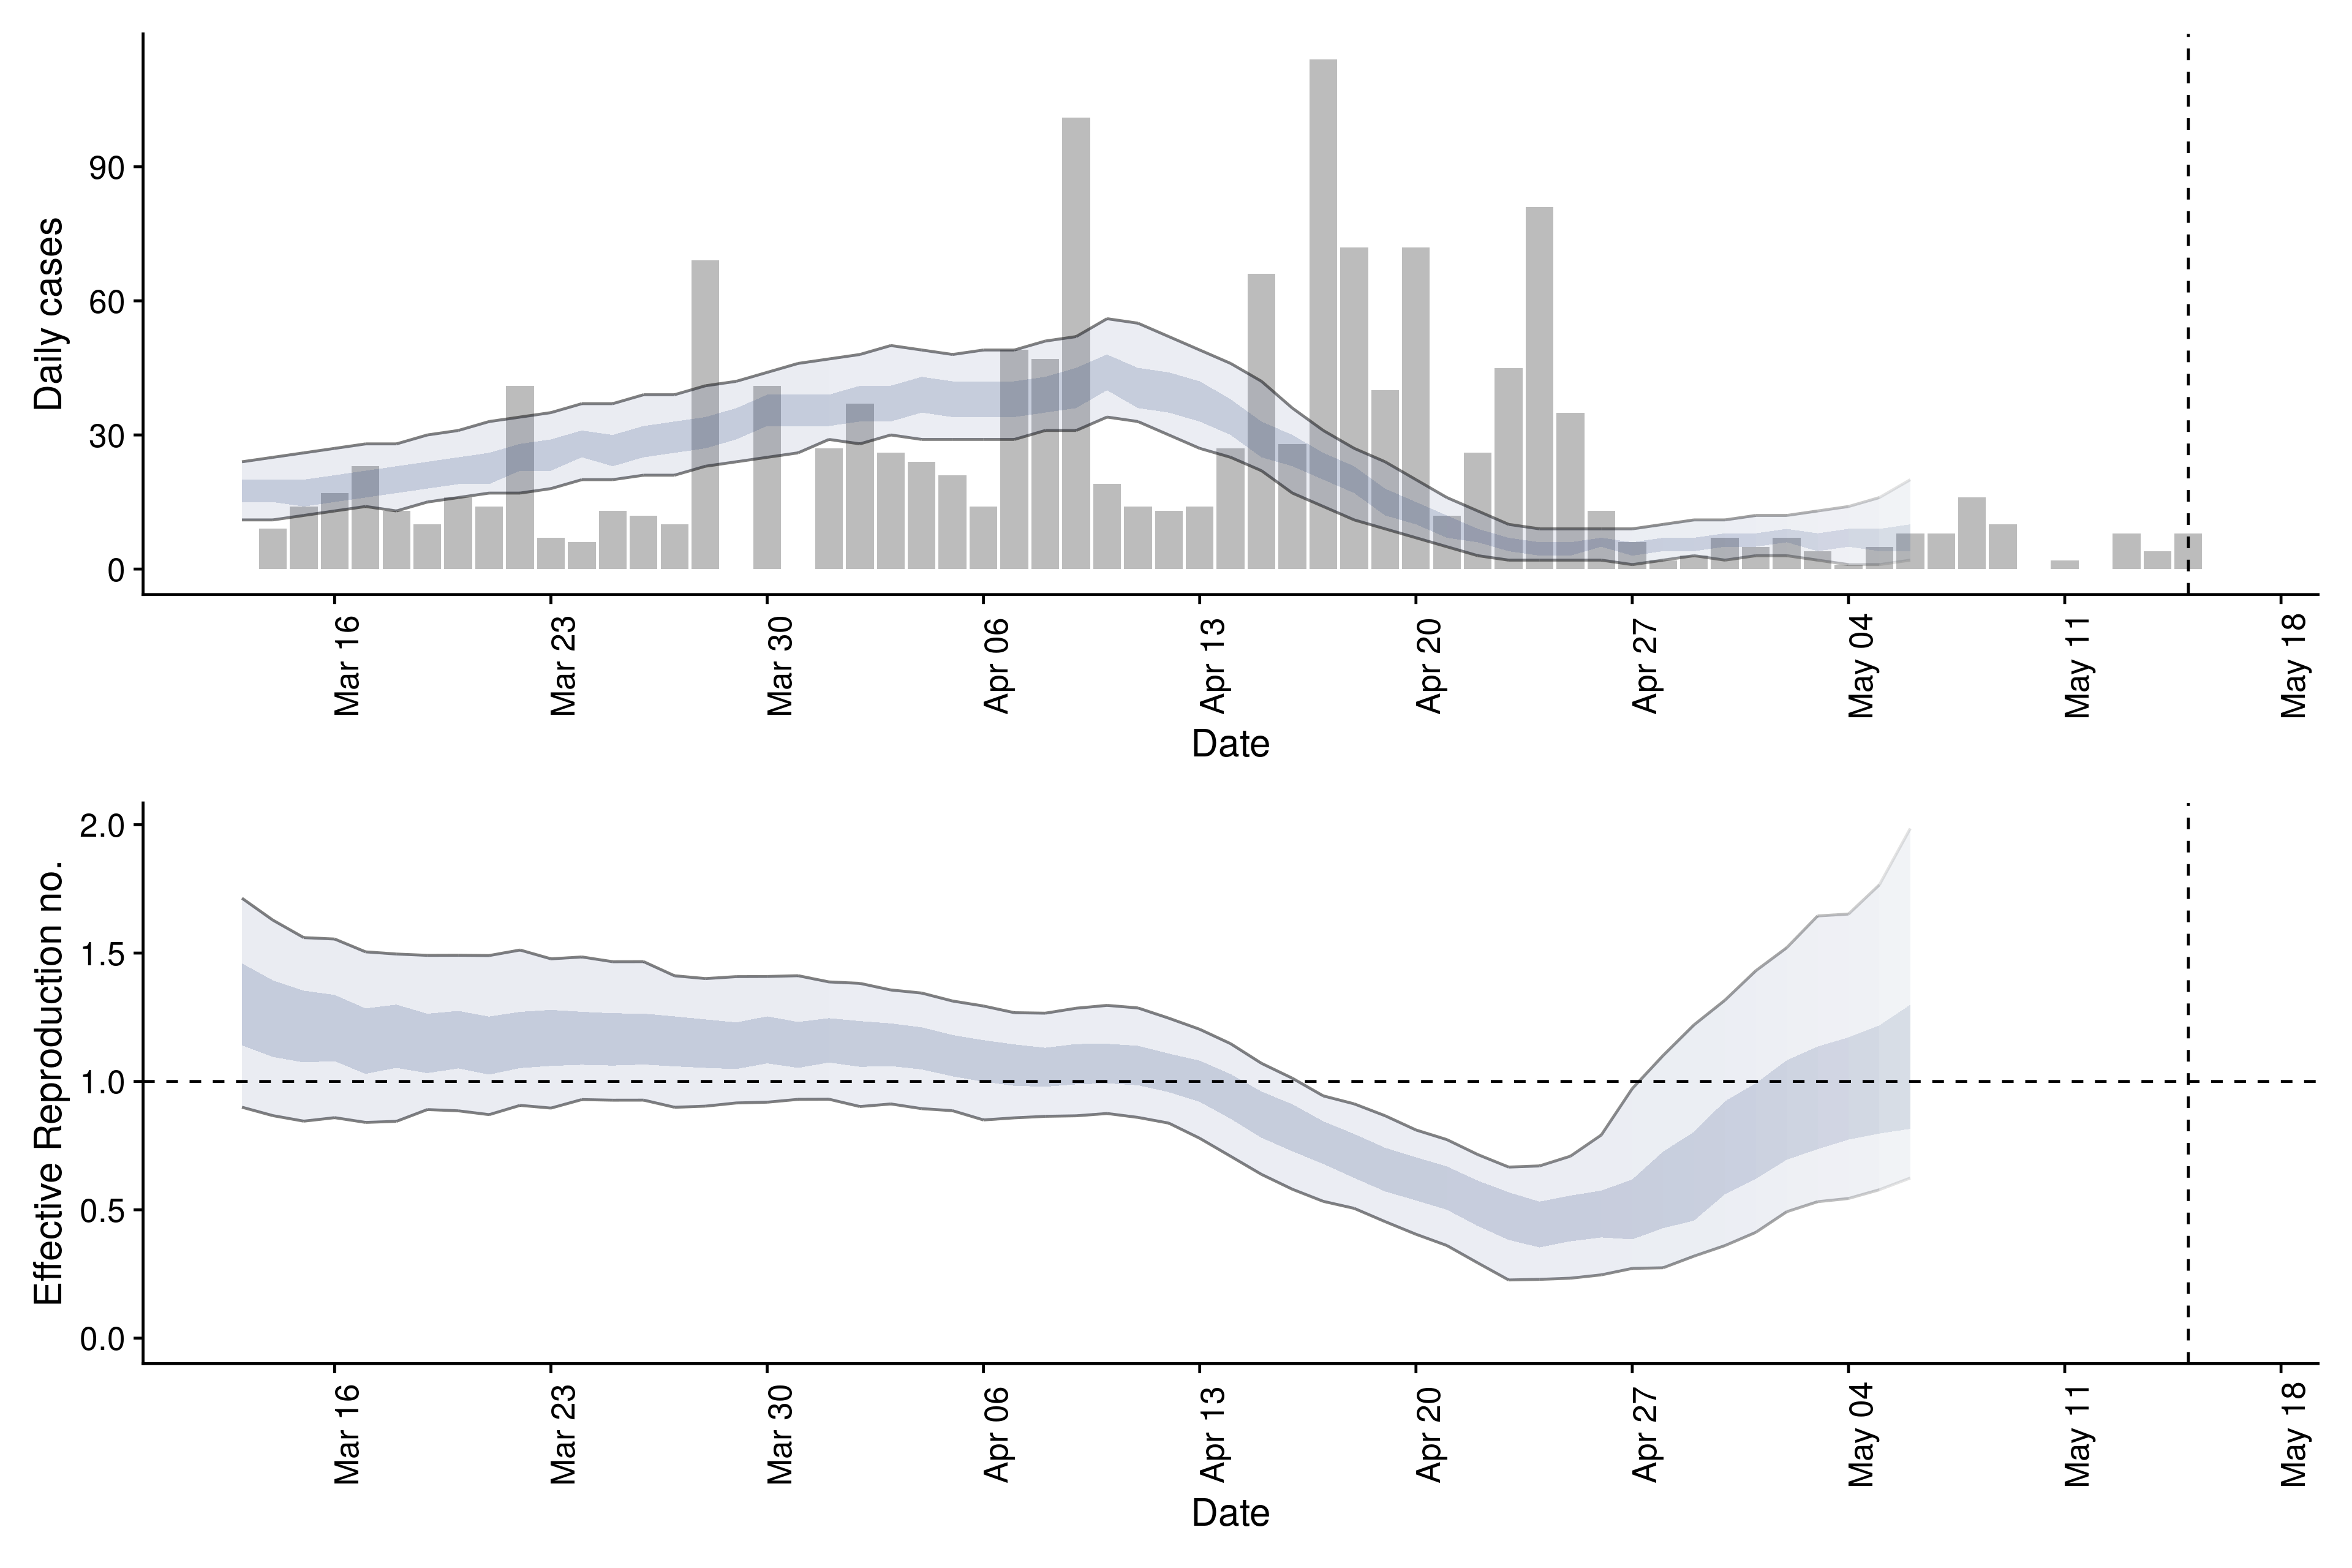 Daily cases
90
60
30
0
Mar 16
Mar 23
Mar 30
Apr 06
Apr 13
Apr 20
Apr 27
May 04
May 11
May 18
Date
Effective Reproduction no.
2.0
1.5
1.0
0.5
0.0
Mar 16
Mar 23
Mar 30
Apr 06
Apr 13
Apr 20
Apr 27
May 04
May 11
May 18
Date